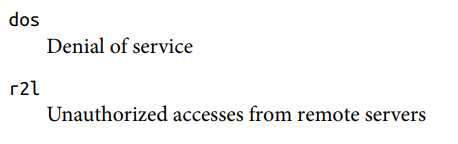 dos
Denial of service
r2l
Unauthorized accesses from remote servers